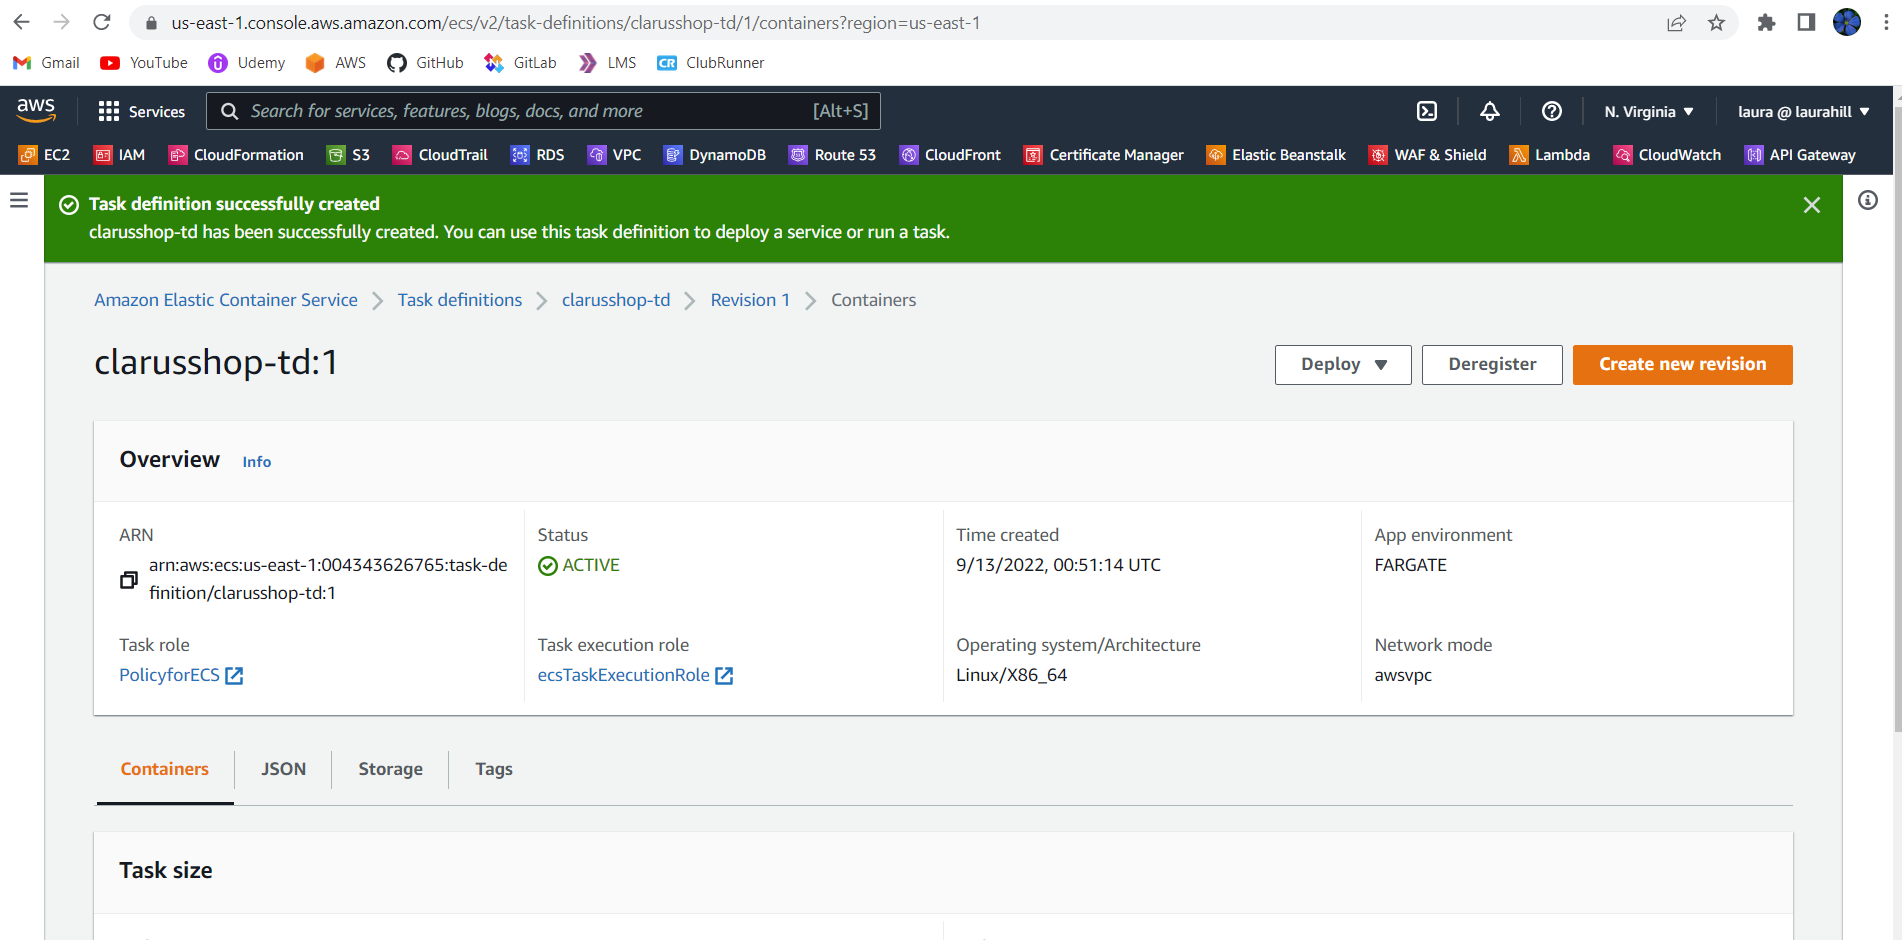 us-east-1.console.aws.amazon.com/ecs/v2/task-definitions/clarusshop-td/1/containers?region=us-east-1
Gmail YouTube Udemy AWS GitHub GitLab LMS CR ClubRunner
aws Services Search for services, features, blogs, docs, and more [Alt+S] N. Virginia ▼ laura @ laurahill ▼
EC2 IAM CloudFormation S3 CloudTrail RDS VPC DynamoDB Route 53 CloudFront Certificate Manager Elastic Beanstalk WAF & Shield Lambda CloudWatch API Gateway
Task definition successfully created
clarusshop-td has been successfully created. You can use this task definition to deploy a service or run a task.
Amazon Elastic Container Service > Task definitions > clarusshop-td > Revision 1 > Containers
clarusshop-td:1
Deploy ▼ Deregister Create new revision
Overview Info
ARN
arn:aws:ecs:us-east-1:004343626765:task-de
finition/clarusshop-td:1
Status
ACTIVE
Time created
9/13/2022, 00:51:14 UTC
App environment
FARGATE
Task role
PolicyforECS
Task execution role
ecsTaskExecutionRole
Operating system/Architecture
Linux/X86_64
Network mode
awsvpc
Containers JSON Storage Tags
Task size